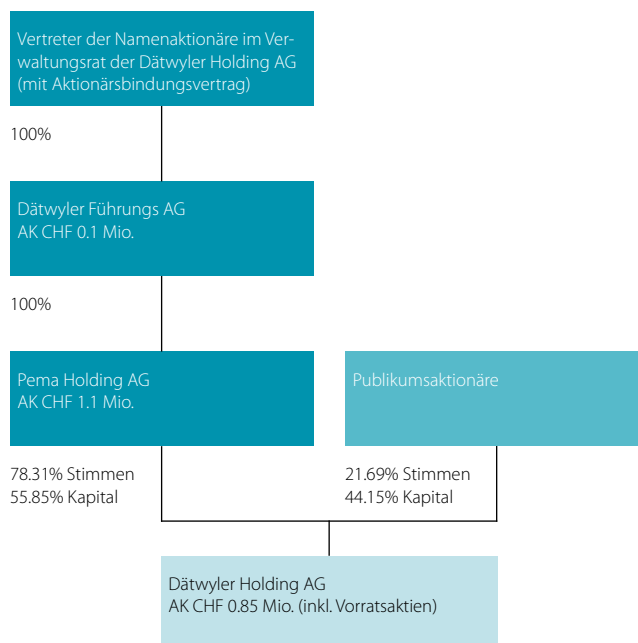 Vertreter der Namenaktionäre im Ver-
waltungsrat der Dätwyler Holding AG
(mit Aktionärsbindungsvertrag)
100%
Dätwyler Führungs AG
AK CHF 0.1 Mio.
100%
Pema Holding AG
AK CHF 1.1 Mio.
Publikumsaktionäre
78.31% Stimmen
55.85% Kapital
21.69% Stimmen
44.15% Kapital
Dätwyler Holding AG
AK CHF 0.85 Mio. (inkl. Vorratsaktien)